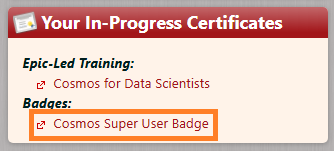 Your In-Progress Certificates
Epic-Led Training:
Cosmos for Data Scientists
Badges:
Cosmos Super User Badge